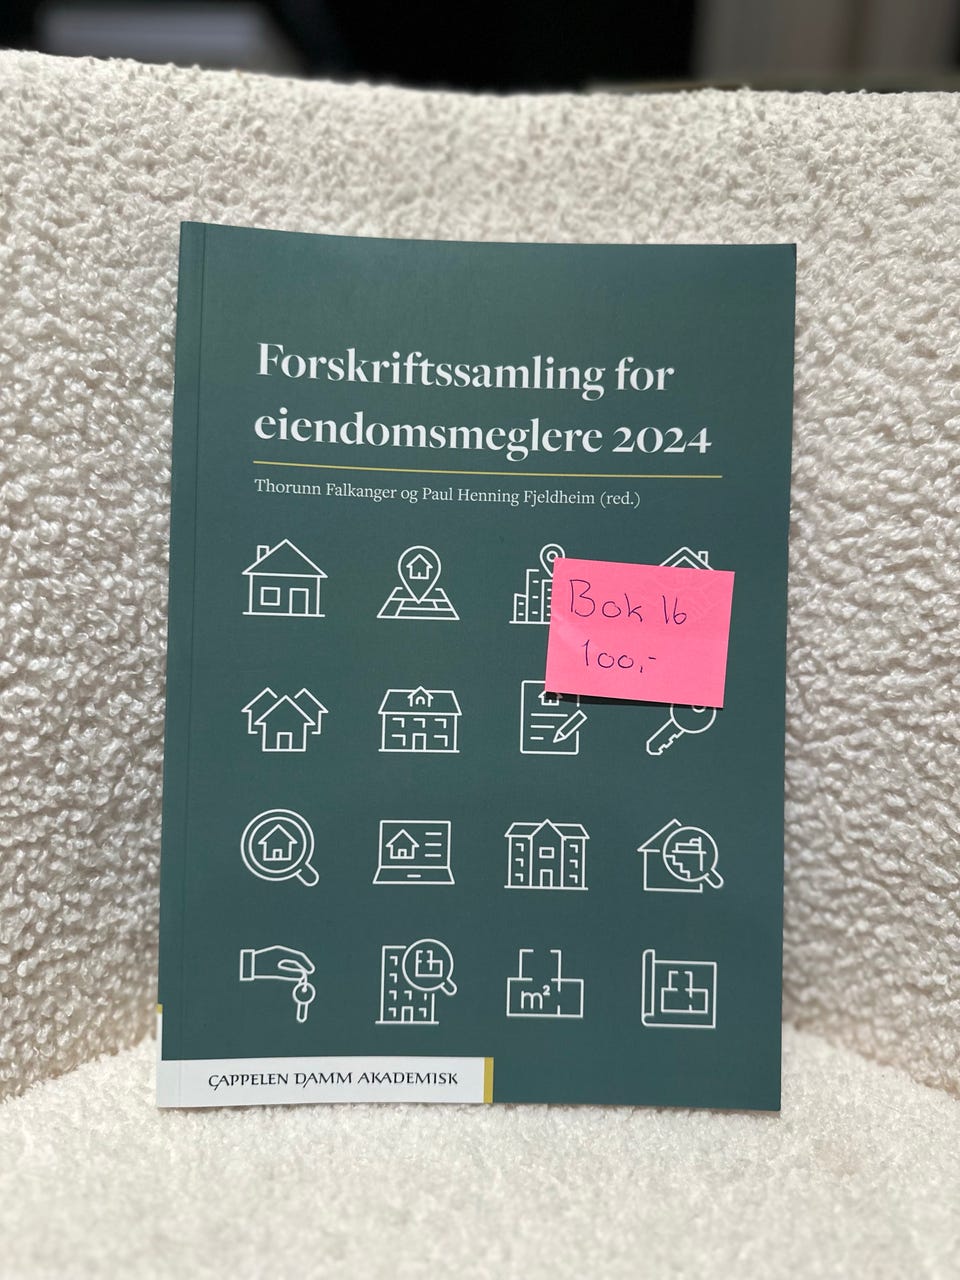 Forskriftssamling for
eiendomsmeglere 2024
Thorunn Falkanger og Paul Henning Fjeldheim (red.)
Bok 16
100,-
m²
CAPPELEN DAMM AKADEMISK